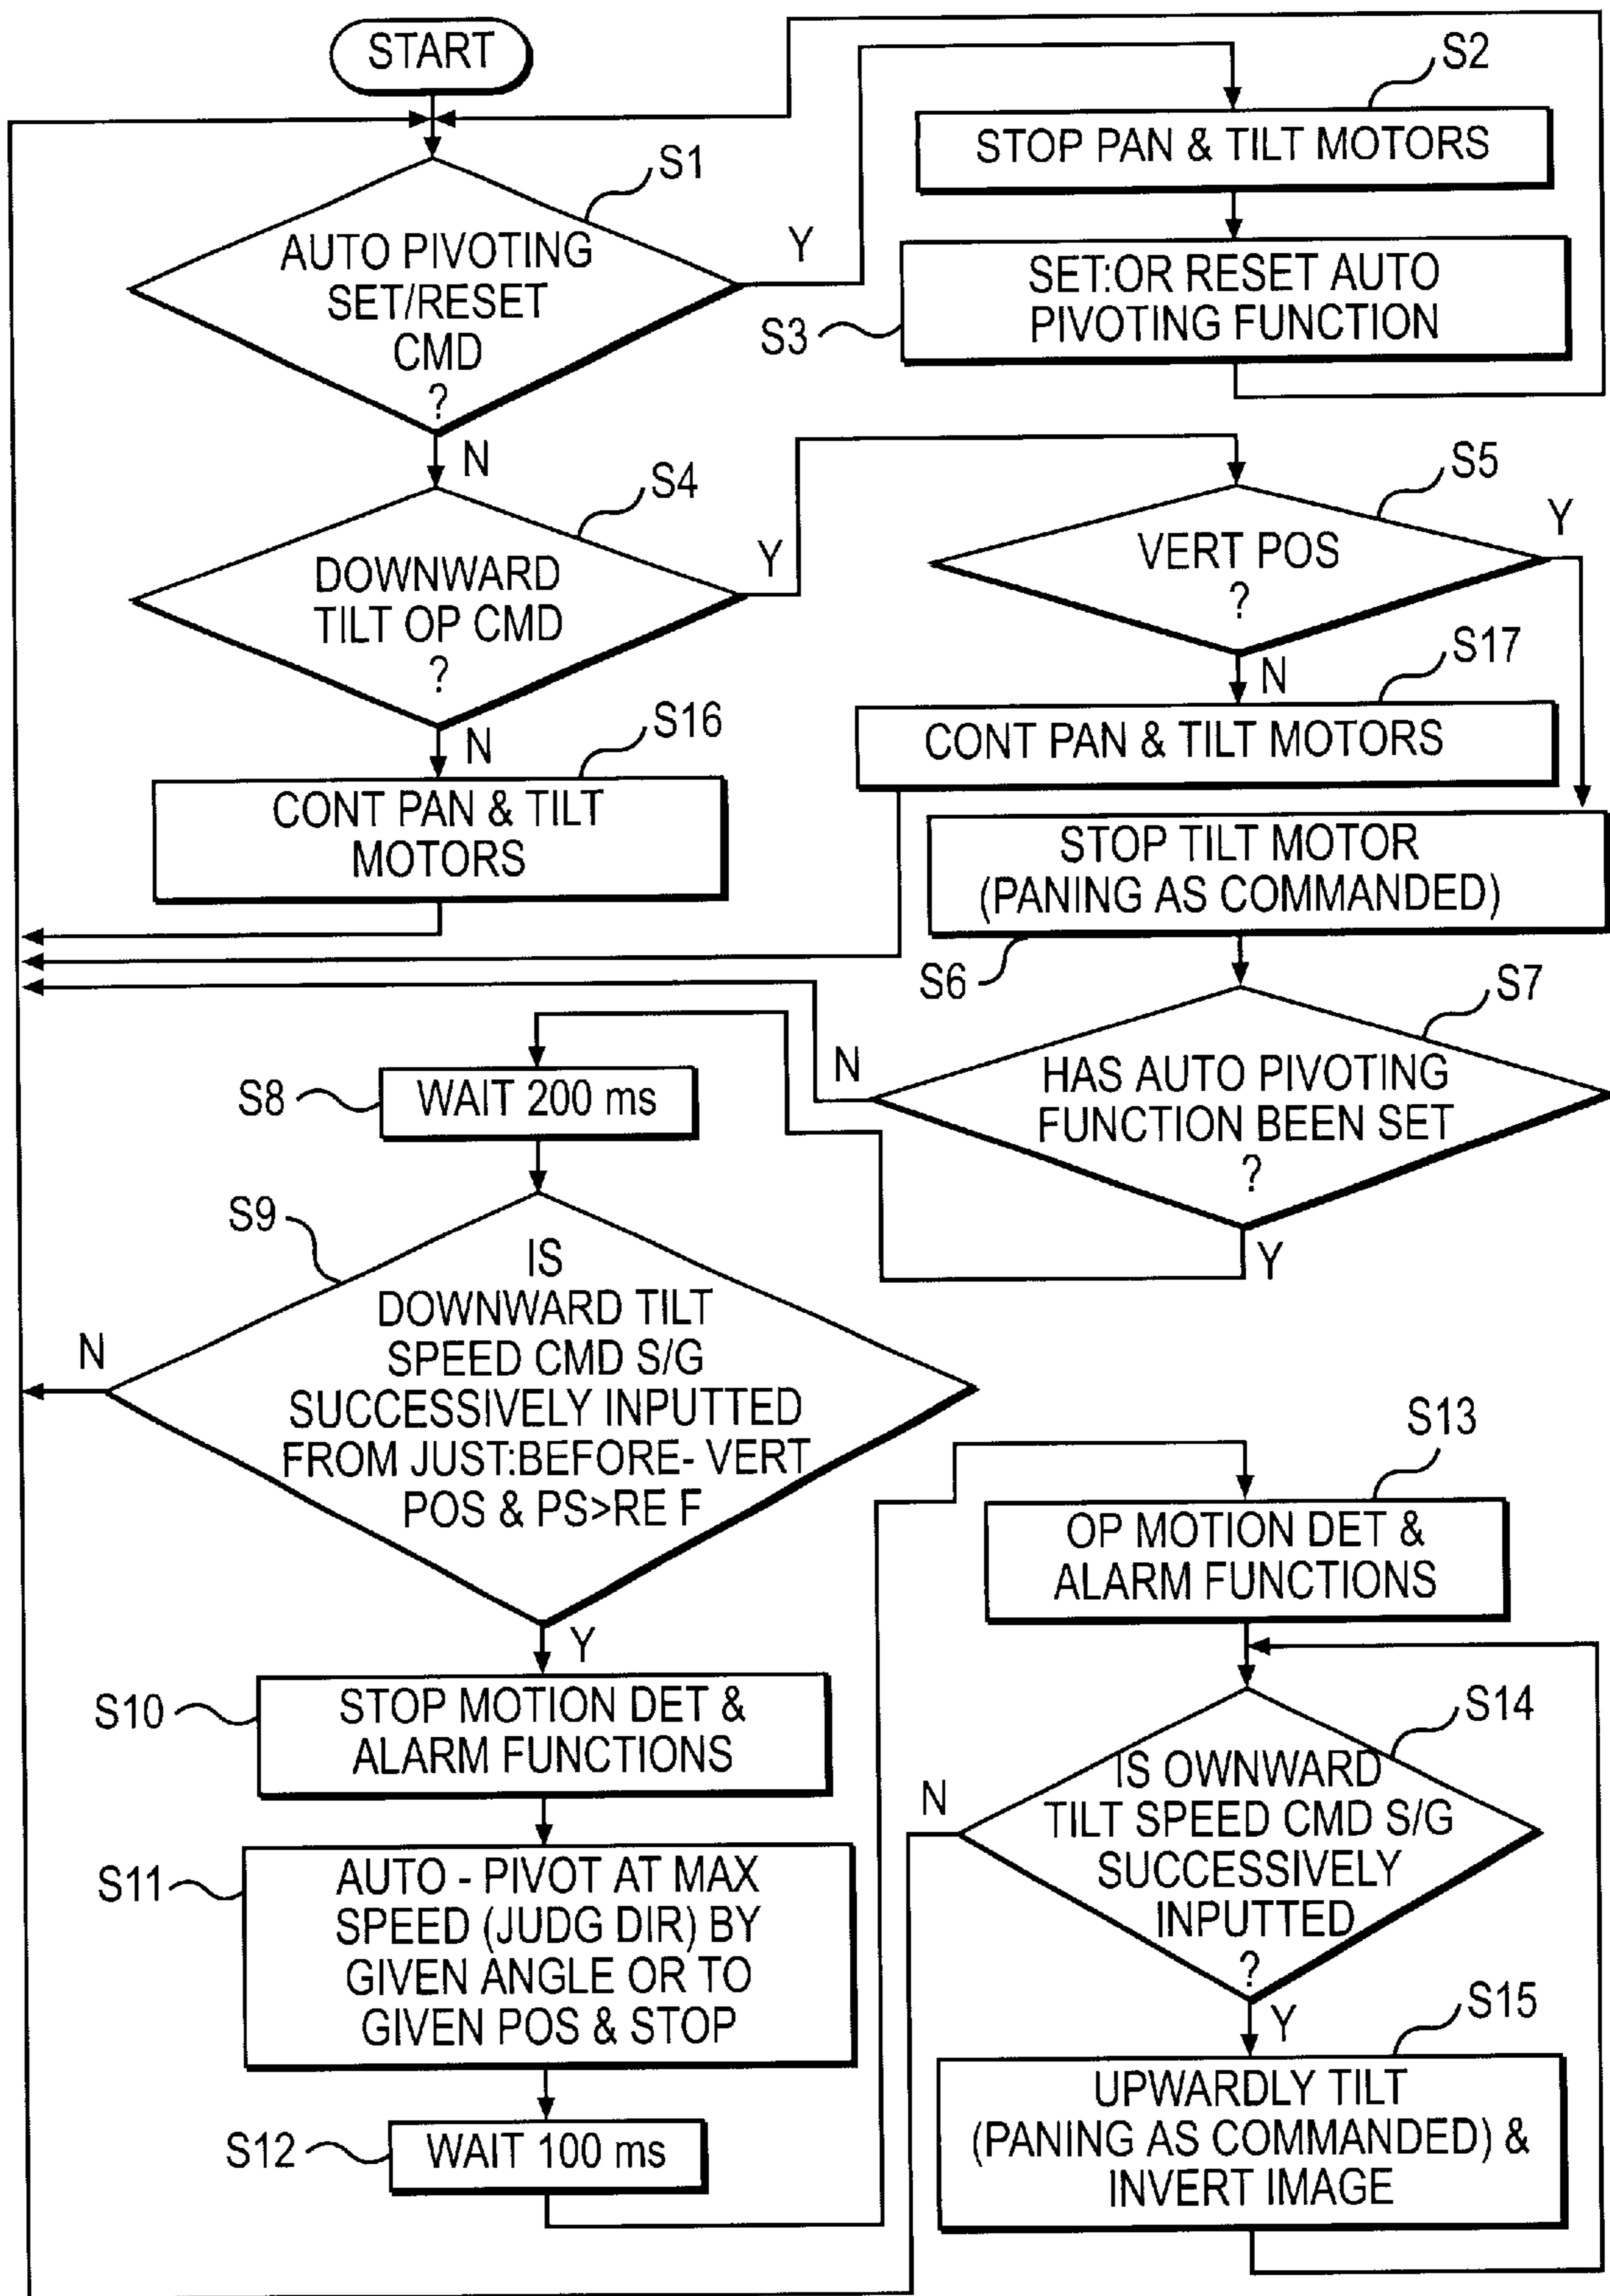 START
S1
AUTO PIVOTING
SET/RESET
CMD
?
Y
N
S2
STOP PAN & TILT MOTORS
SET:OR RESET AUTO
PIVOTING FUNCTION
S3
S4
DOWNWARD
TILT OP CMD
?
Y
N
S5
VERT POS
?
Y
N
S16
CONT PAN & TILT
MOTORS
S17
CONT PAN & TILT MOTORS
STOP TILT MOTOR
(PANING AS COMMANDED)
S6
S7
HAS AUTO PIVOTING
FUNCTION BEEN SET
?
N
Y
S8
WAIT 200 ms
S9
IS
DOWNWARD TILT
SPEED CMD S/G
SUCCESSIVELY INPUTTED
FROM JUST:BEFORE- VERT
POS & PS>RE F
N
Y
S10
STOP MOTION DET &
ALARM FUNCTIONS
S11
AUTO - PIVOT AT MAX
SPEED (JUDG DIR) BY
GIVEN ANGLE OR TO
GIVEN POS & STOP
S12
WAIT 100 ms
S13
OP MOTION DET &
ALARM FUNCTIONS
S14
IS OWNWARD
TILT SPEED CMD S/G
SUCCESSIVELY
INPUTTED
?
N
Y
S15
UPWARDLY TILT
(PANING AS COMMANDED) &
INVERT IMAGE